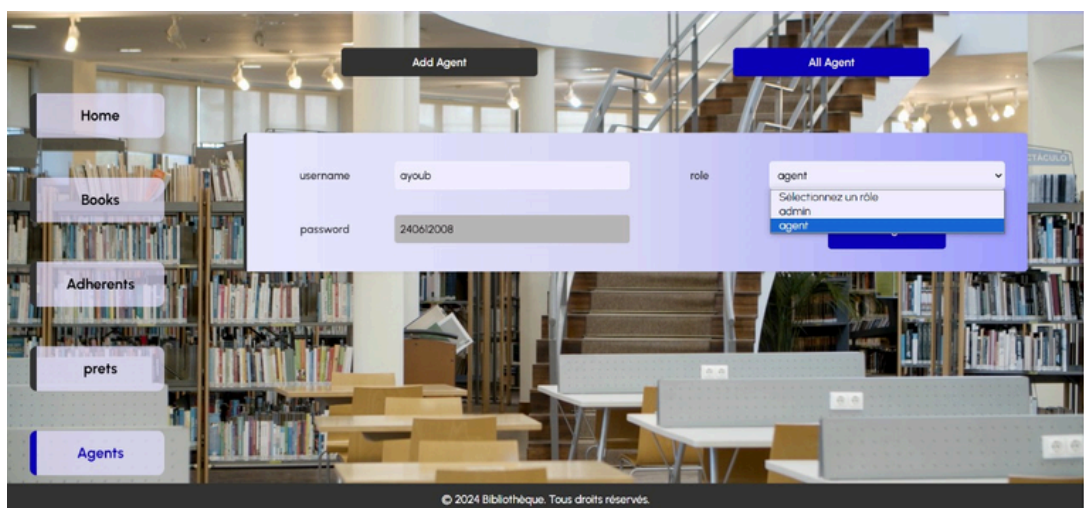 Add Agent
All Agent
Home
username
ayoub
role
agent
Sélectionnez un rôle
admin
agent
Books
password
240612008
Adherents
prets
Agents
© 2024 Bibliothèque. Tous droits réservés.